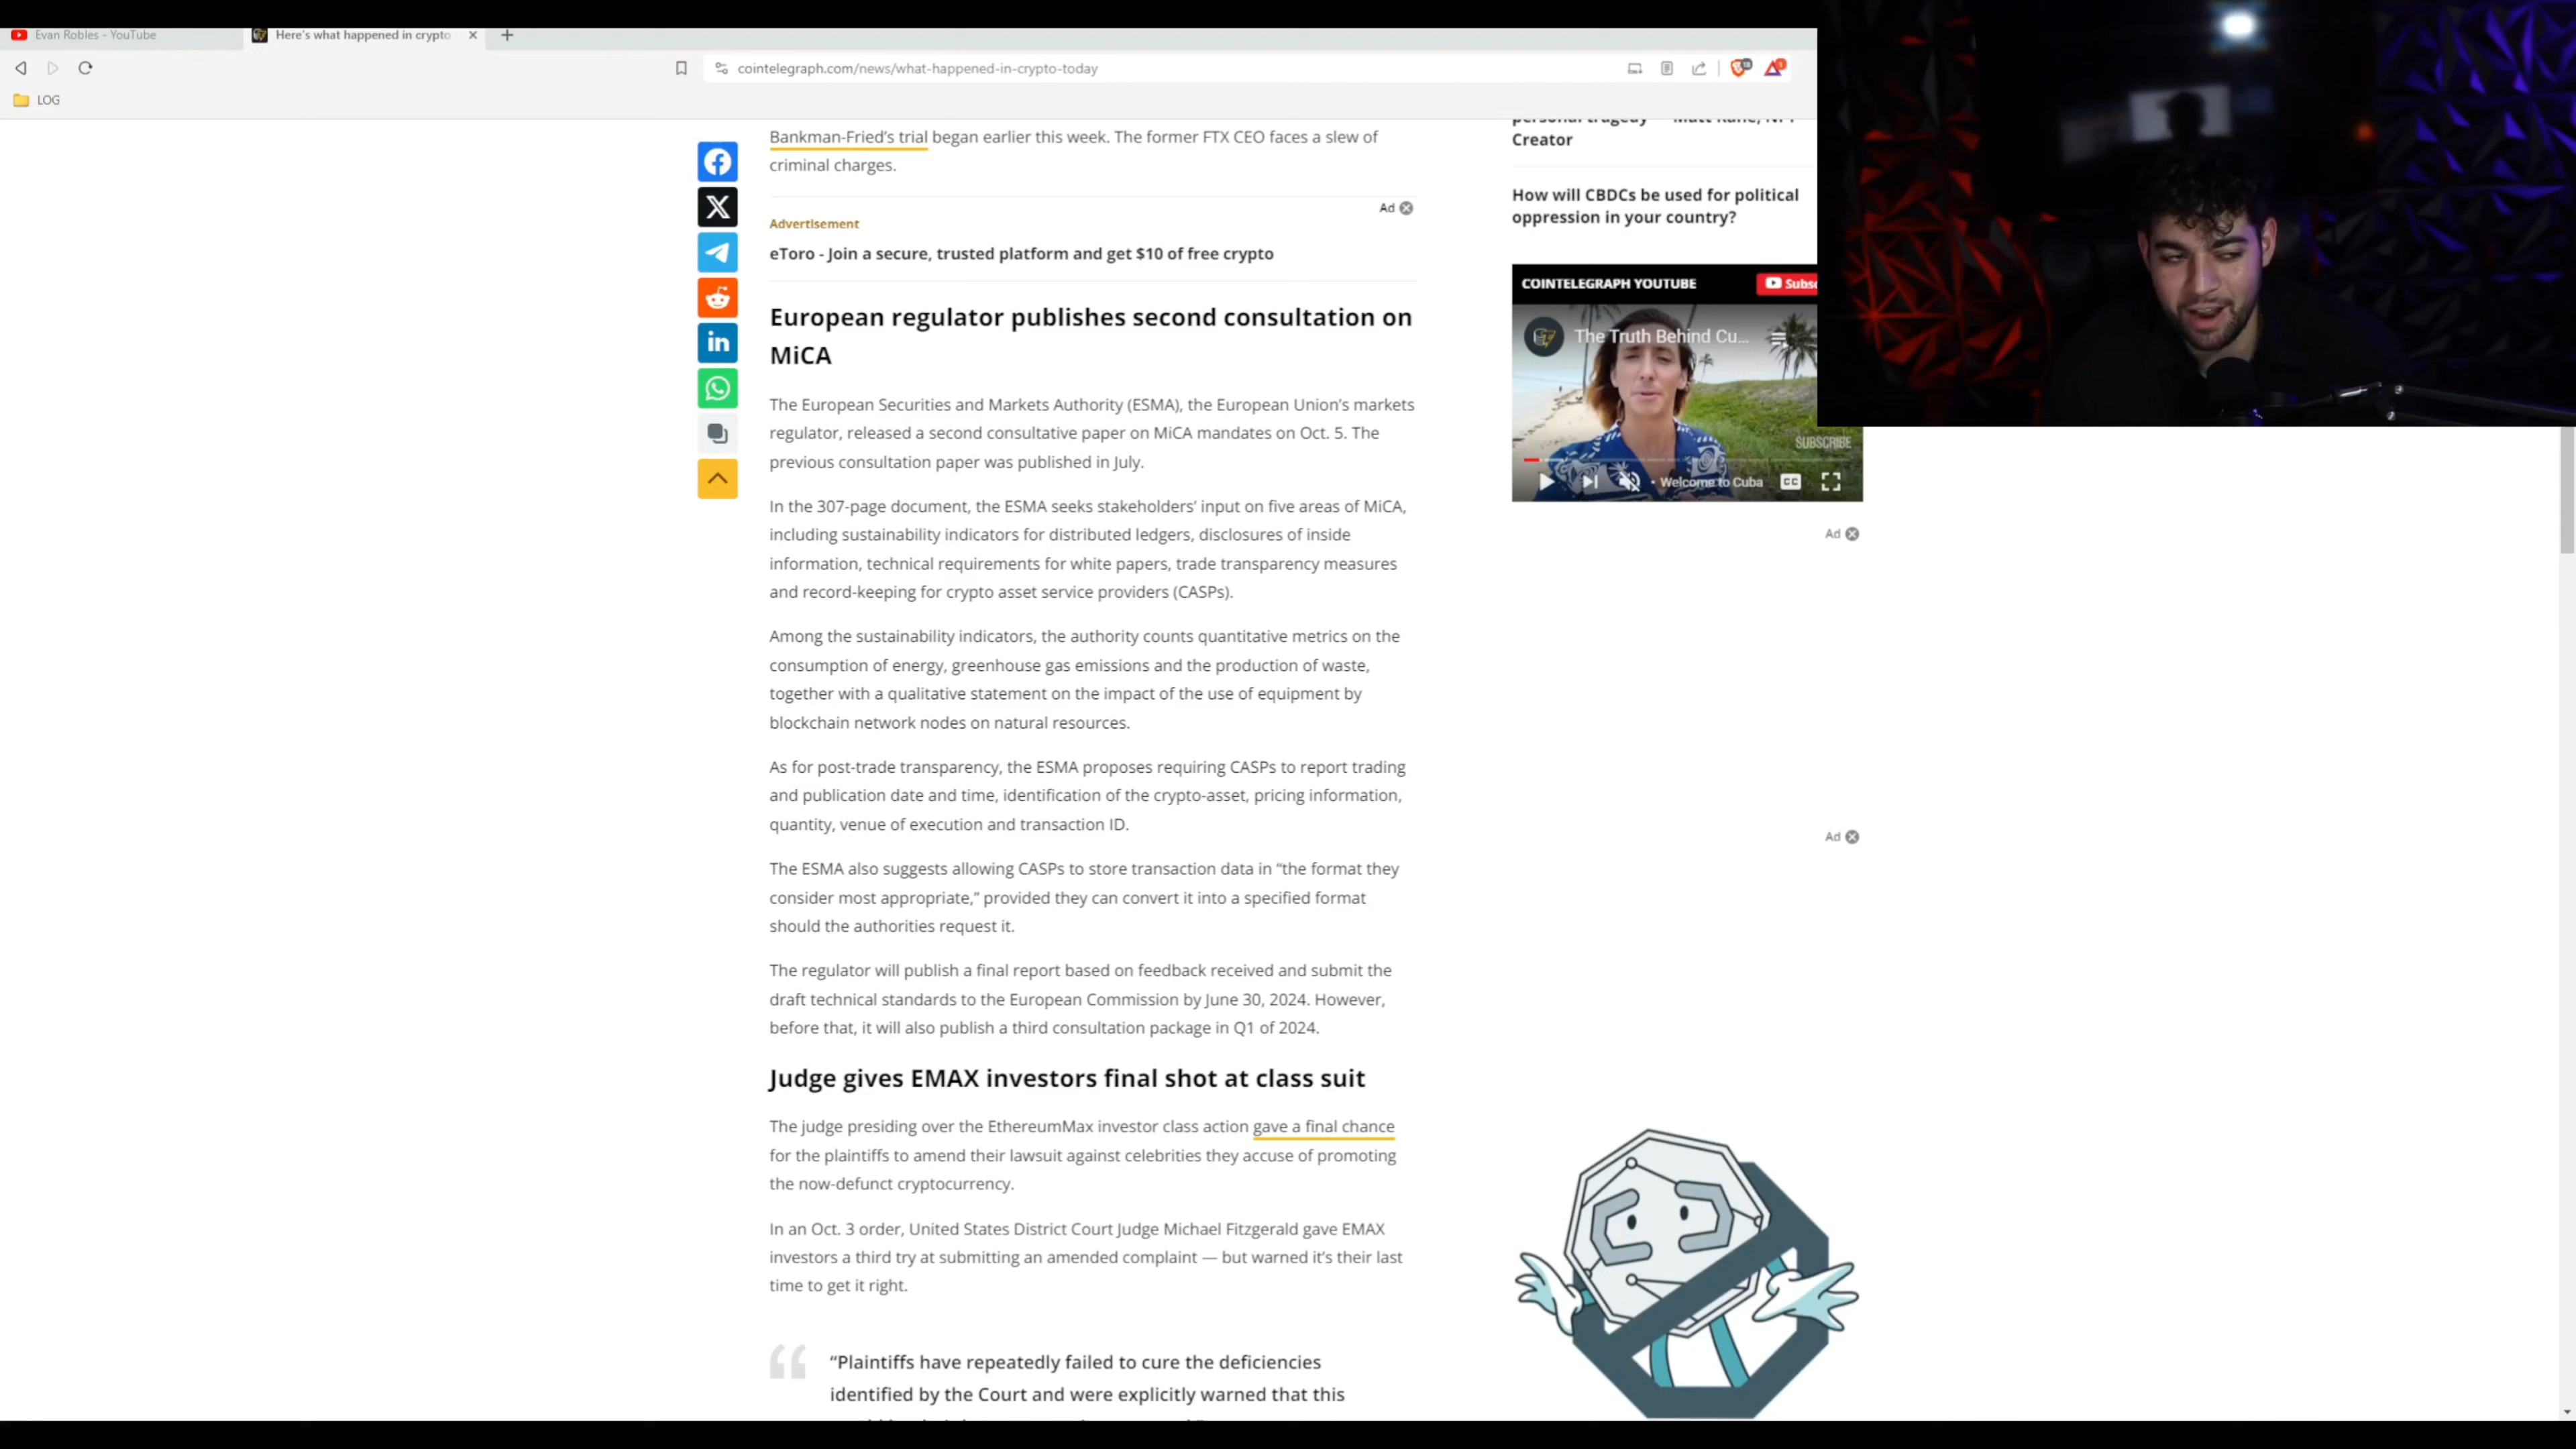 Evan Robles - YouTube
Here's what happened in crypto
cointelegraph.com/news/what-happened-in-crypto-today
LOG
Bankman-Fried's trial began earlier this week. The former FTX CEO faces a slew of
criminal charges.
Ad
Advertisement
eToro - Join a secure, trusted platform and get $10 of free crypto
European regulator publishes second consultation on
MiCA
The European Securities and Markets Authority (ESMA), the European Union's markets
regulator, released a second consultative paper on MiCA mandates on Oct. 5. The
previous consultation paper was published in July.
In the 307-page document, the ESMA seeks stakeholders' input on five areas of MiCA,
including sustainability indicators for distributed ledgers, disclosures of inside
information, technical requirements for white papers, trade transparency measures
and record-keeping for crypto asset service providers (CASPs).
Among the sustainability indicators, the authority counts quantitative metrics on the
consumption of energy, greenhouse gas emissions and the production of waste,
together with a qualitative statement on the impact of the use of equipment by
blockchain network nodes on natural resources.
As for post-trade transparency, the ESMA proposes requiring CASPs to report trading
and publication date and time, identification of the crypto-asset, pricing information,
quantity, venue of execution and transaction ID.
The ESMA also suggests allowing CASPs to store transaction data in “the format they
consider most appropriate,” provided they can convert it into a specified format
should the authorities request it.
The regulator will publish a final report based on feedback received and submit the
draft technical standards to the European Commission by June 30, 2024. However,
before that, it will also publish a third consultation package in Q1 of 2024.
Judge gives EMAX investors final shot at class suit
The judge presiding over the EthereumMax investor class action gave a final chance
for the plaintiffs to amend their lawsuit against celebrities they accuse of promoting
the now-defunct cryptocurrency.
In an Oct. 3 order, United States District Court Judge Michael Fitzgerald gave EMAX
investors a third try at submitting an amended complaint — but warned it's their last
time to get it right.
“Plaintiffs have repeatedly failed to cure the deficiencies
identified by the Court and were explicitly warned that this
personal tragedy
Creator
How will CBDCs be used for political
oppression in your country?
COINTELEGRAPH YOUTUBE
Subsc
The Truth Behind Cu...
SUBSCRIBE
• Welcome to Cuba
CC
Ad
Ad